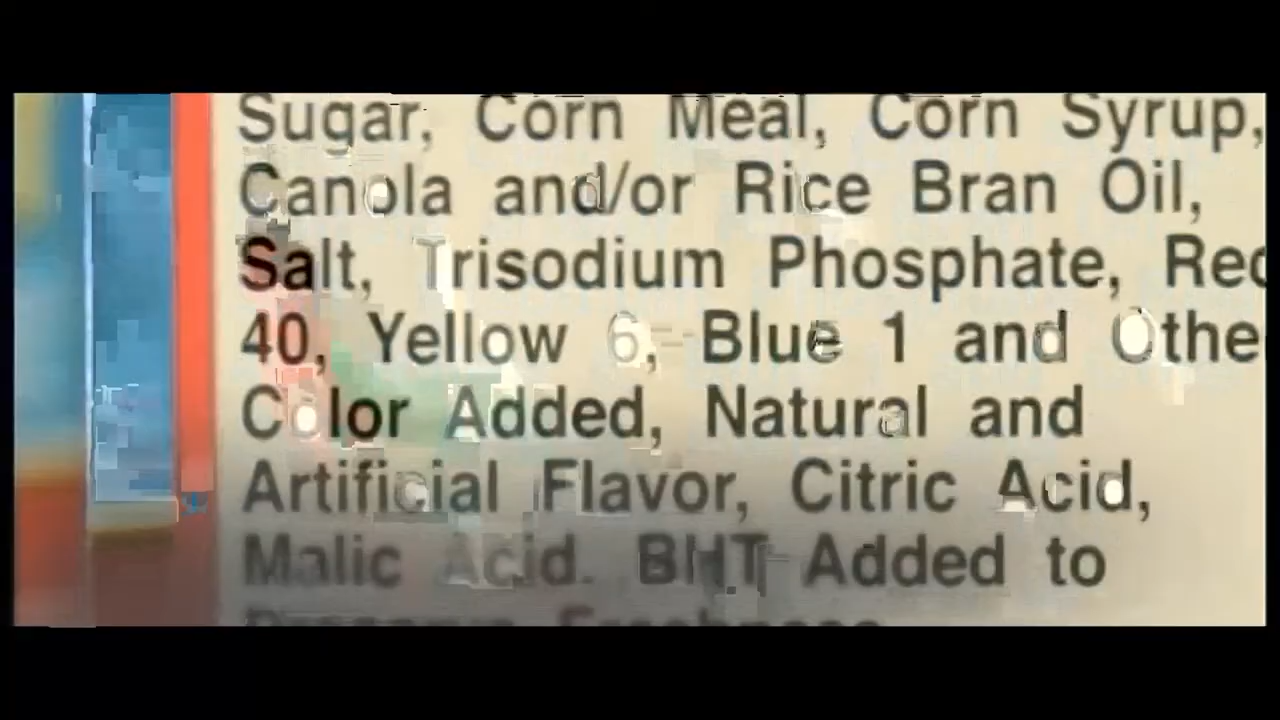 Sugar, Corn Meal, Corn Syrup,
Canola and/or Rice Bran Oil,
Salt, Trisodium Phosphate, Red
40, Yellow 6, Blue 1 and Othe
Color Added, Natural and
Artificial Flavor, Citric Acid,
Malic Acid. BHT Added to